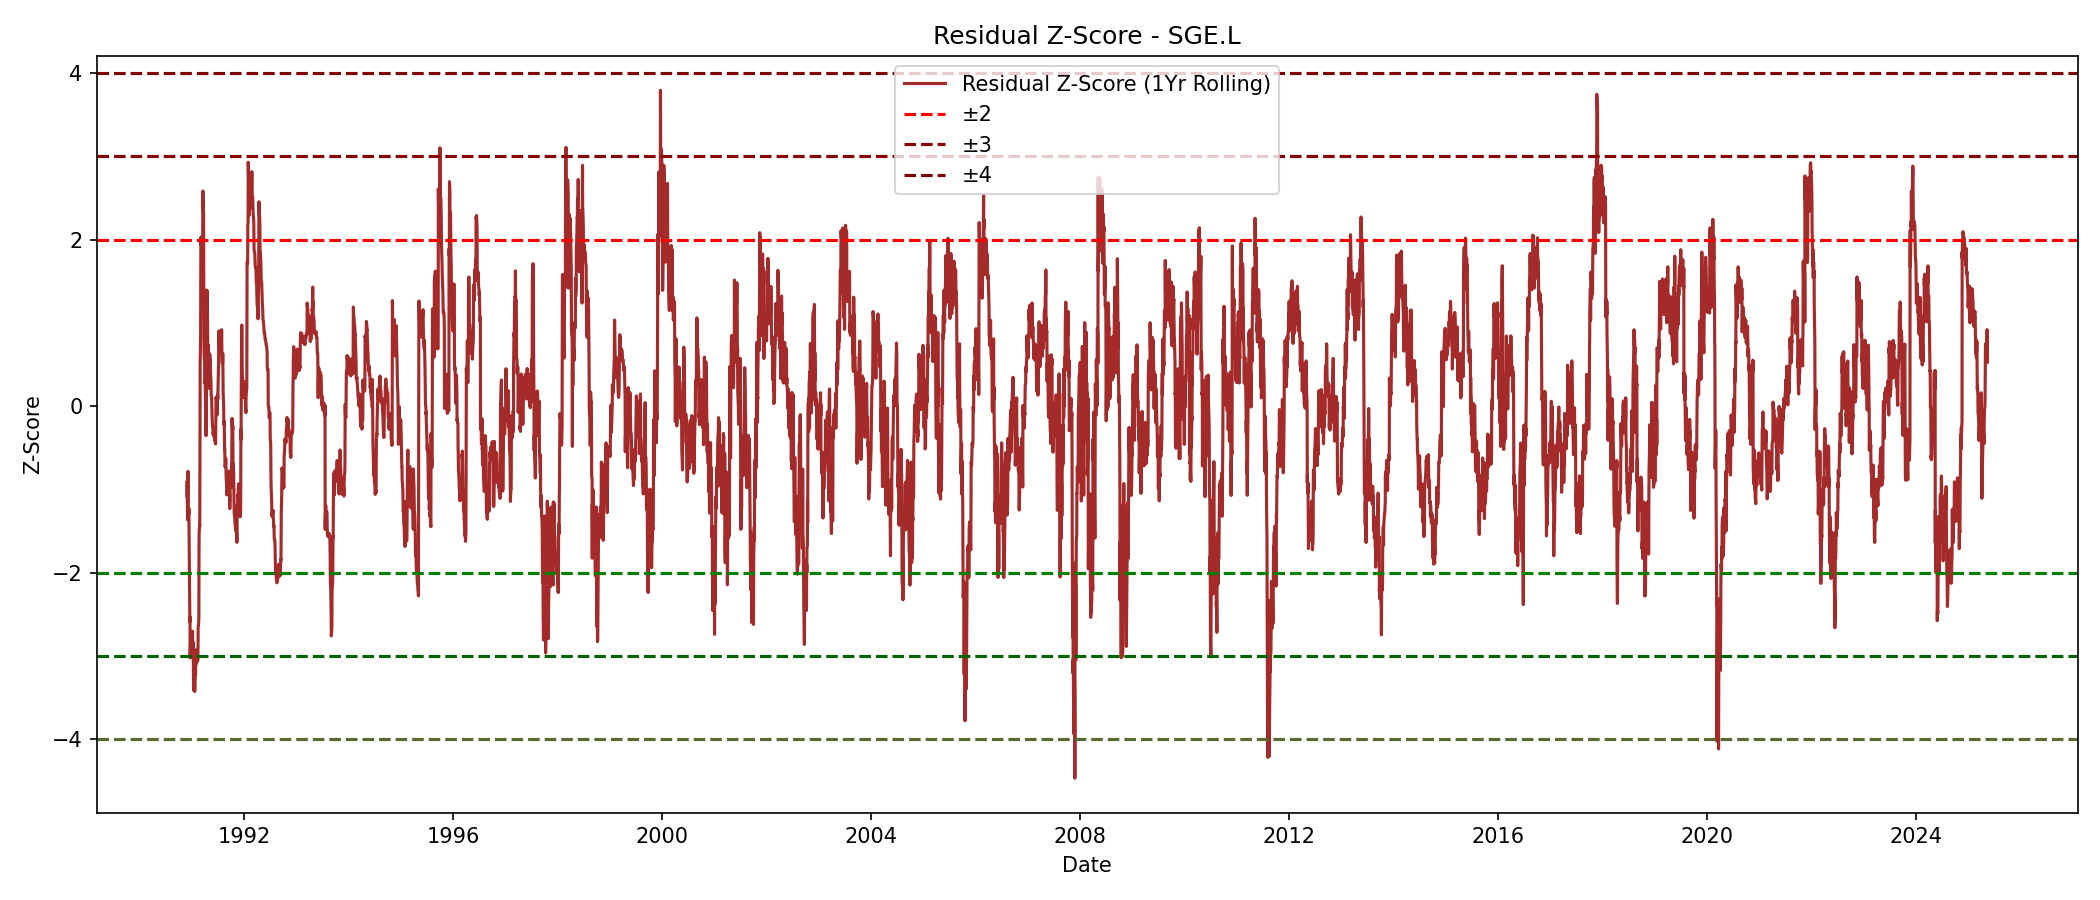 Residual Z-Score - SGE.L
Residual Z-Score (1Yr Rolling)
±2
±3
±4
Z-Score
4
2
0
−2
−4
1992 1996 2000 2004 2008 2012 2016 2020 2024
Date